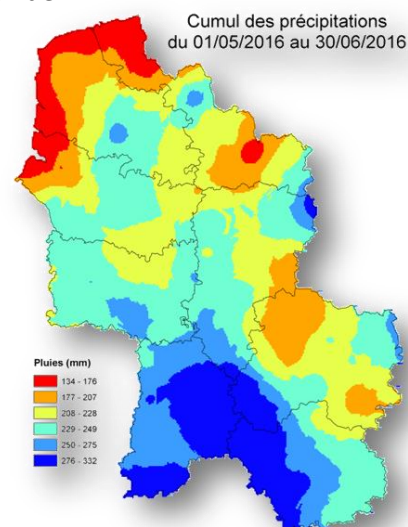 Cumul des précipitations
du 01/05/2016 au 30/06/2016
Pluies (mm)
134 - 176
177 - 207
208 - 228
229 - 249
250 - 275
276 - 332